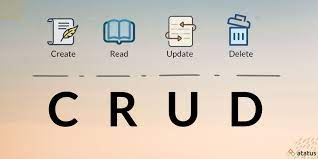 Create Read Update Delete
C R U D
atatus